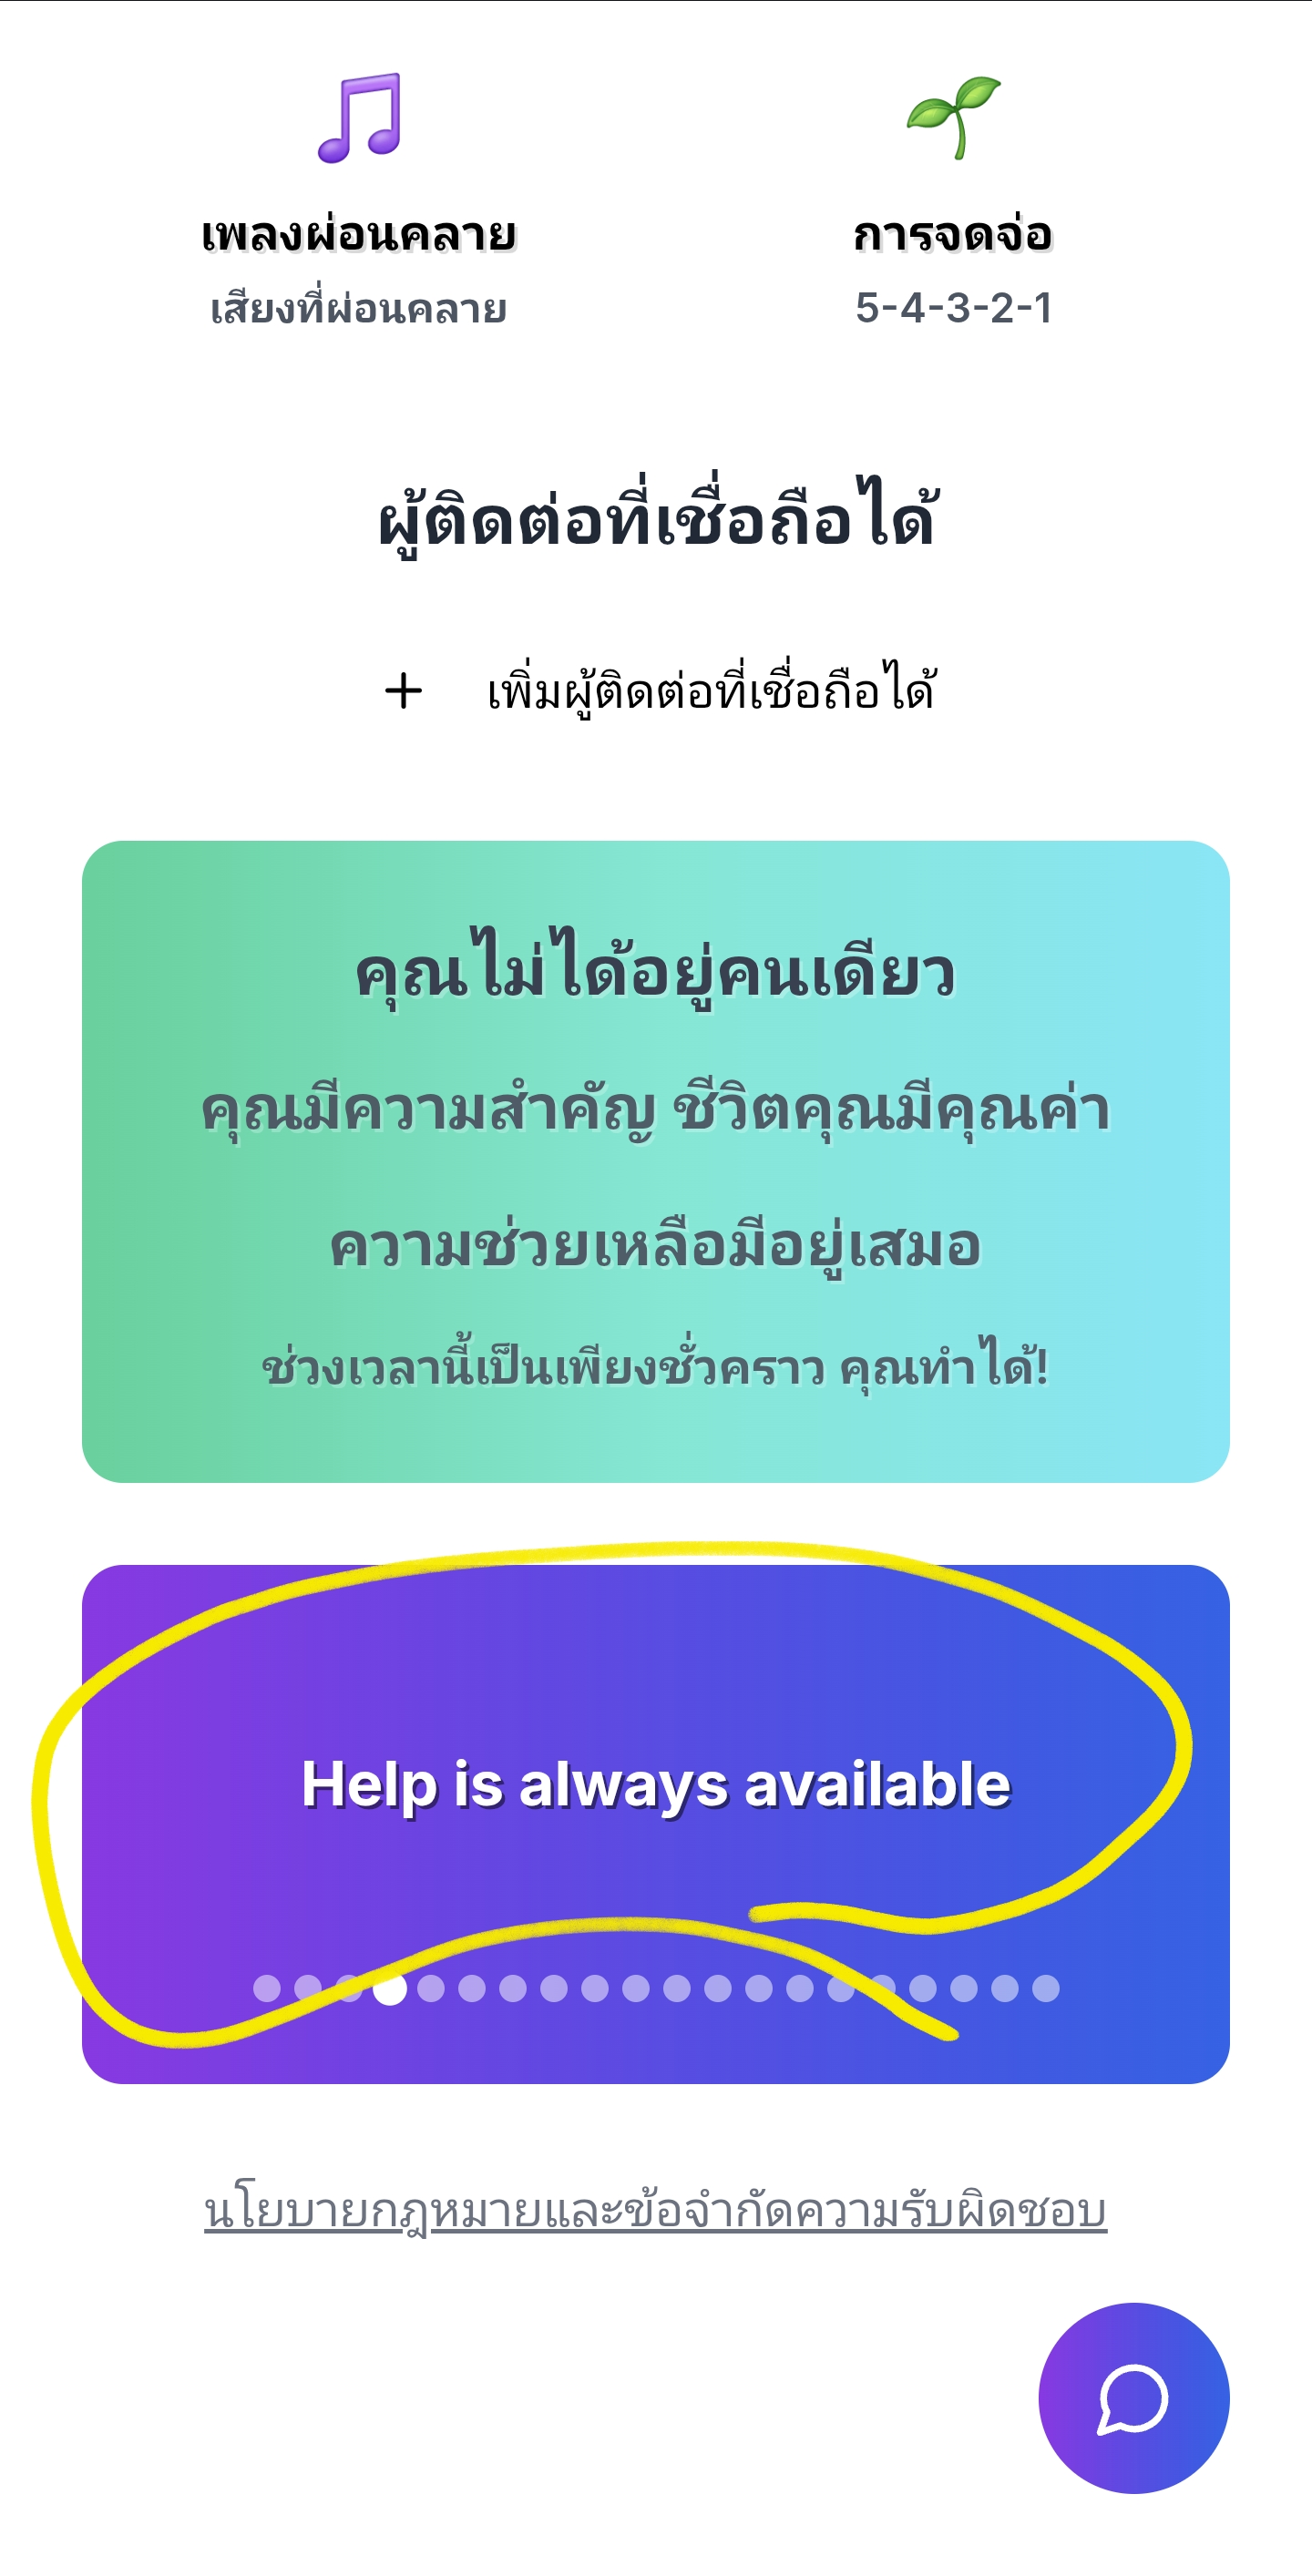 เพลงผ่อนคลาย
เสียงที่ผ่อนคลาย
การจดจ่อ
5-4-3-2-1
ผู้ติดต่อที่เชื่อถือได้
+ เพิ่มผู้ติดต่อที่เชื่อถือได้
คุณไม่ได้อยู่คนเดียว
คุณมีความสำคัญ ชีวิตคุณมีคุณค่า
ความช่วยเหลือมีอยู่เสมอ
ช่วงเวลานี้เป็นเพียงชั่วคราว คุณทำได้!
Help is always available
นโยบายกฎหมายและข้อจำกัดความรับผิดชอบ